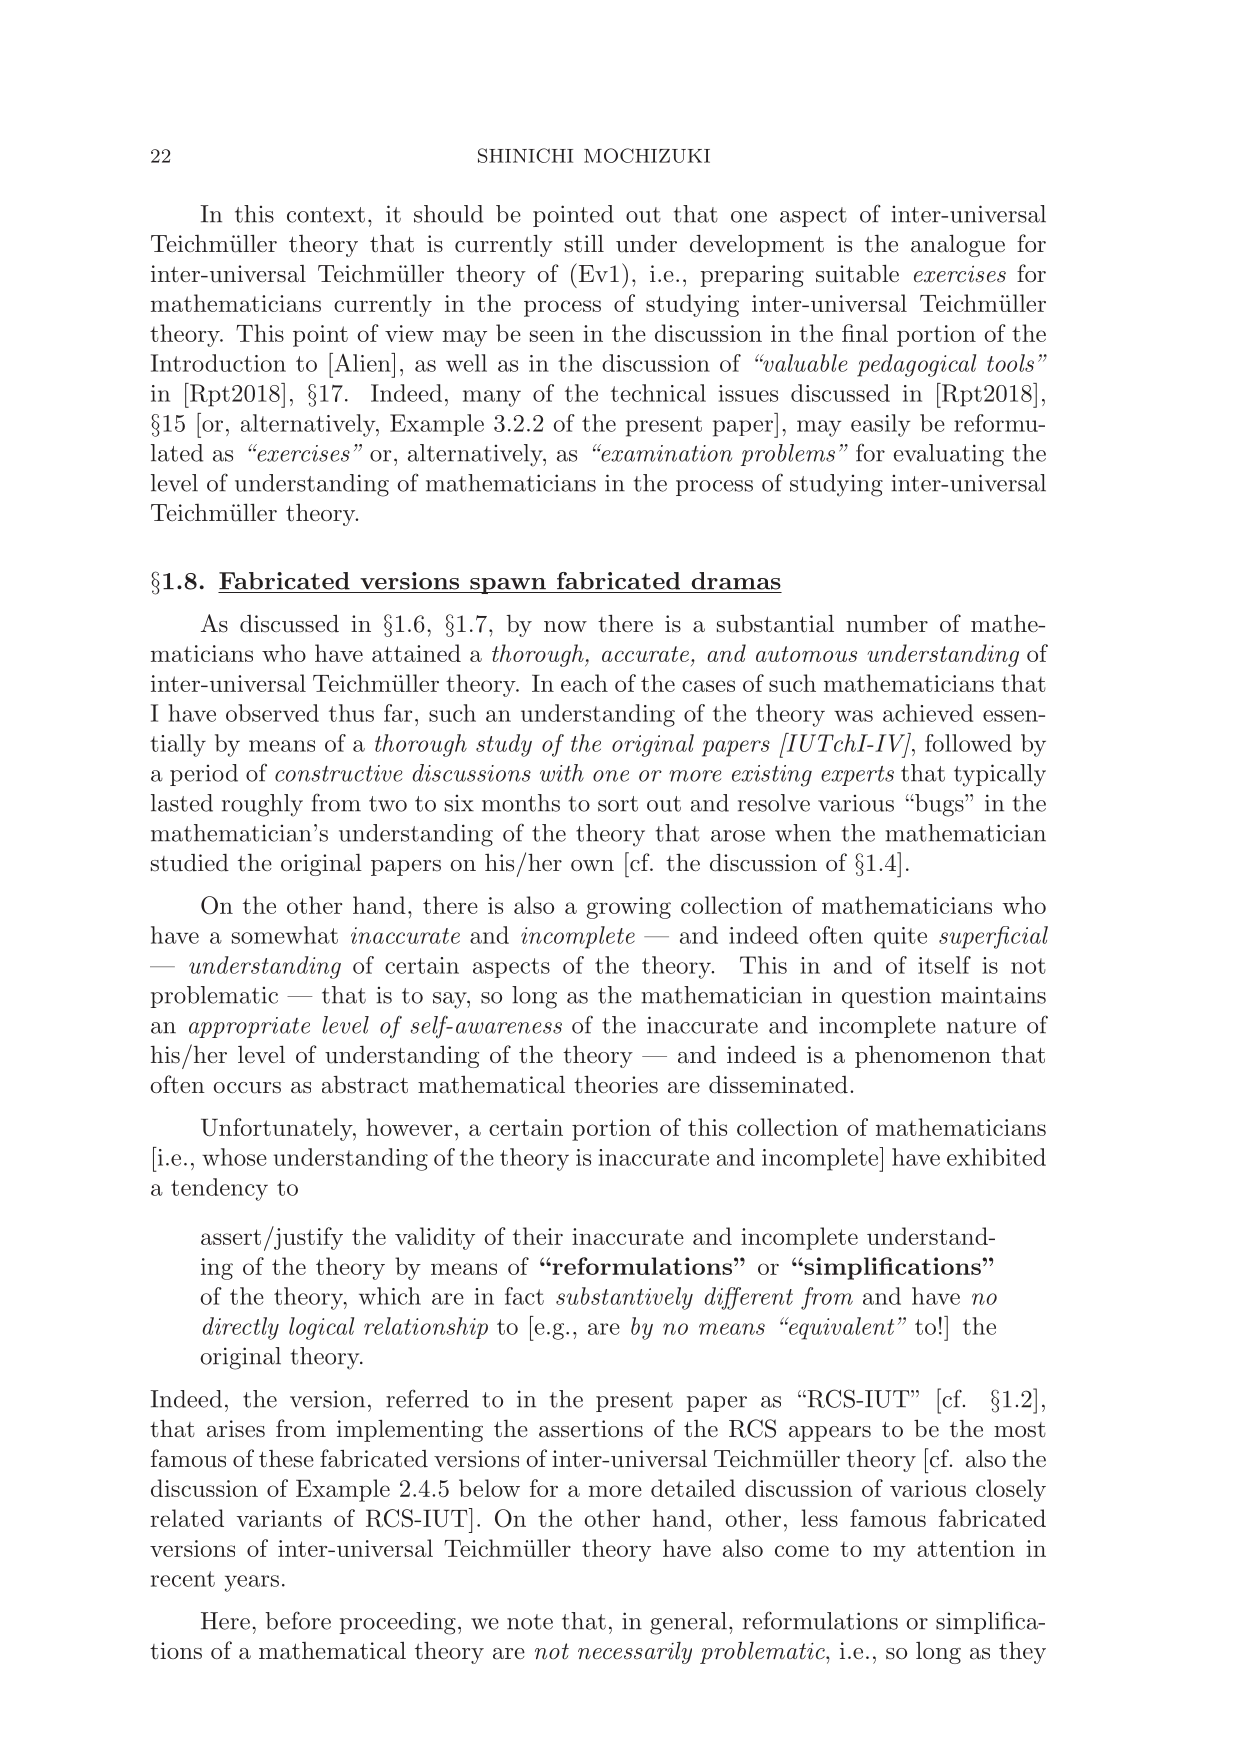 22
SHINICHI MOCHIZUKI
In this context, it should be pointed out that one aspect of inter-universal
Teichmüller theory that is currently still under development is the analogue for
inter-universal Teichmüller theory of (Ev1), i.e., preparing suitable exercises for
mathematicians currently in the process of studying inter-universal Teichmüller
theory. This point of view may be seen in the discussion in the final portion of the
Introduction to [Alien], as well as in the discussion of “valuable pedagogical tools”
in [Rpt2018], §17. Indeed, many of the technical issues discussed in [Rpt2018],
§15 [or, alternatively, Example 3.2.2 of the present paper], may easily be reformu-
lated as “exercises” or, alternatively, as “examination problems” for evaluating the
level of understanding of mathematicians in the process of studying inter-universal
Teichmüller theory.
§1.8. Fabricated versions spawn fabricated dramas
As discussed in §1.6, §1.7, by now there is a substantial number of mathe-
maticians who have attained a thorough, accurate, and automous understanding of
inter-universal Teichmüller theory. In each of the cases of such mathematicians that
I have observed thus far, such an understanding of the theory was achieved essen-
tially by means of a thorough study of the original papers [IUTchI-IV], followed by
a period of constructive discussions with one or more existing experts that typically
lasted roughly from two to six months to sort out and resolve various “bugs” in the
mathematician’s understanding of the theory that arose when the mathematician
studied the original papers on his/her own [cf. the discussion of §1.4].
On the other hand, there is also a growing collection of mathematicians who
have a somewhat inaccurate and incomplete — and indeed often quite superficial
— understanding of certain aspects of the theory. This in and of itself is not
problematic — that is to say, so long as the mathematician in question maintains
an appropriate level of self-awareness of the inaccurate and incomplete nature of
his/her level of understanding of the theory — and indeed is a phenomenon that
often occurs as abstract mathematical theories are disseminated.
Unfortunately, however, a certain portion of this collection of mathematicians
[i.e., whose understanding of the theory is inaccurate and incomplete] have exhibited
a tendency to
assert/justify the validity of their inaccurate and incomplete understand-
ing of the theory by means of “reformulations” or “simplifications”
of the theory, which are in fact substantively different from and have no
directly logical relationship to [e.g., are by no means “equivalent” to!] the
original theory.
Indeed, the version, referred to in the present paper as “RCS-IUT” [cf. §1.2],
that arises from implementing the assertions of the RCS appears to be the most
famous of these fabricated versions of inter-universal Teichmüller theory [cf. also the
discussion of Example 2.4.5 below for a more detailed discussion of various closely
related variants of RCS-IUT]. On the other hand, other, less famous fabricated
versions of inter-universal Teichmüller theory have also come to my attention in
recent years.
Here, before proceeding, we note that, in general, reformulations or simplifica-
tions of a mathematical theory are not necessarily problematic, i.e., so long as they